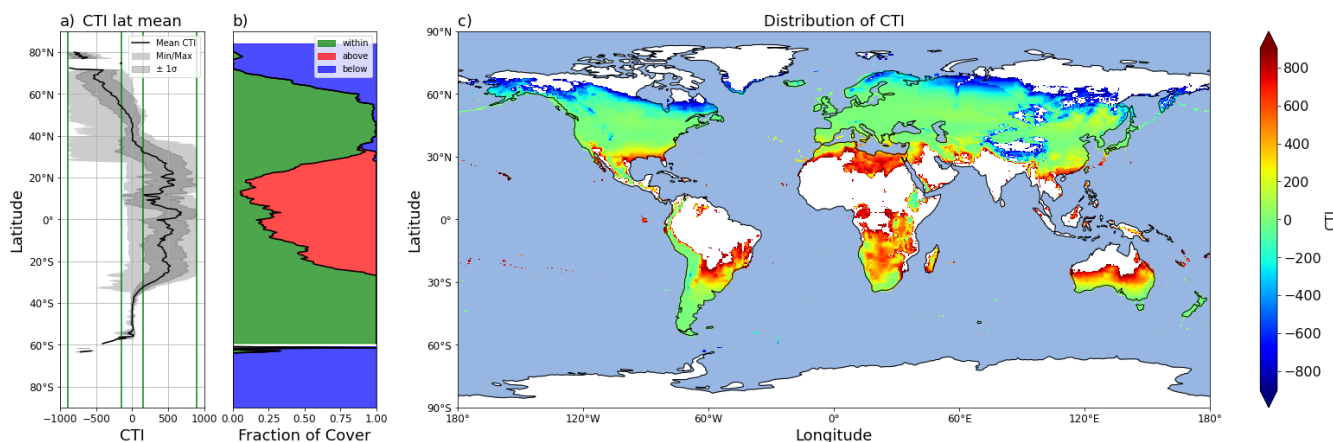 a) CTI lat mean
b)
c) Distribution of CTI
Mean CTI
Min/Max
± 1σ
within
above
below
80°N
60°N
40°N
20°N
0°
20°S
40°S
60°S
80°S
Latitude
−1000 −500 0 500 1000
CTI
0.00 0.25 0.50 0.75 1.00
Fraction of Cover
90°N
60°N
30°N
0°
30°S
60°S
90°S
Latitude
180° 120°W 60°W 0° 60°E 120°E 180°
Longitude
800
600
400
200
0
−200
−400
−600
−800